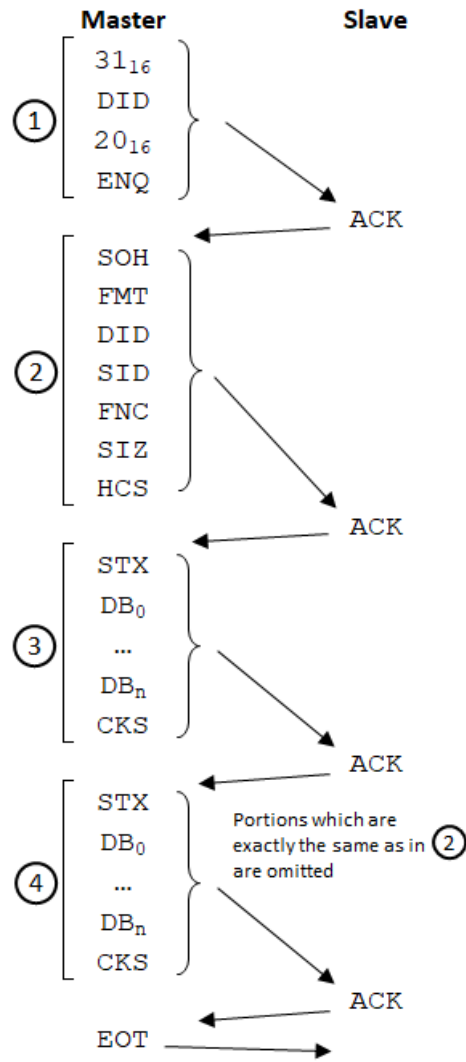 Master Slave
31₁₆
DID
① 20₁₆
ENQ
ACK
SOH
FMT
DID
② SID
FNC
SIZ
HCS
ACK
STX
DB₀
③ …
DBₙ
CKS
ACK
STX
Portions which are
DB₀ exactly the same as in ②
are omitted
④ …
DBₙ
CKS
ACK
EOT